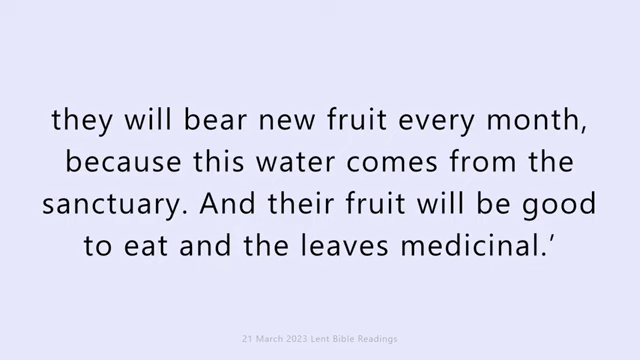 they will bear new fruit every month,
because this water comes from the
sanctuary. And their fruit will be good
to eat and the leaves medicinal.’
21 March 2023 Lent Bible Readings